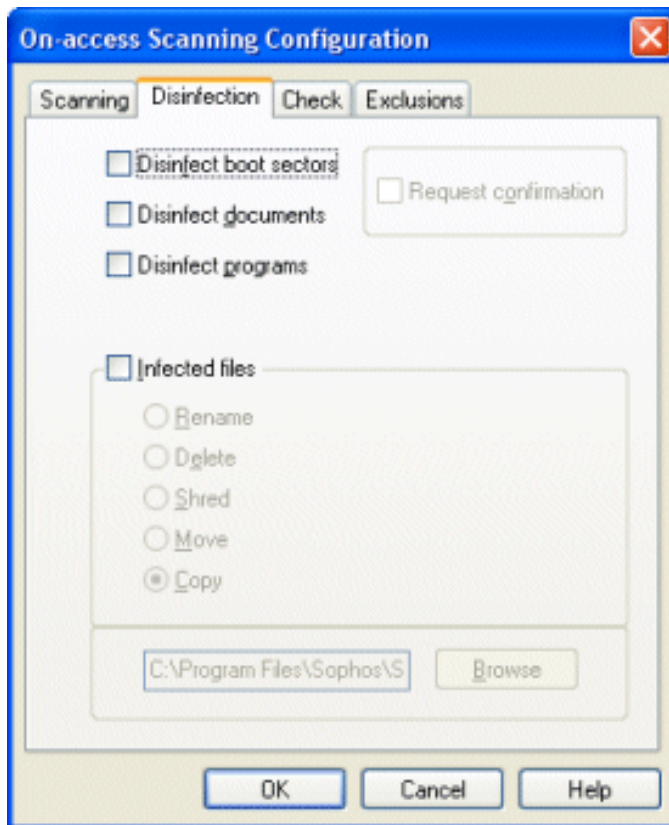 On-access Scanning Configuration
Scanning Disinfection Check Exclusions
Disinfect boot sectors
Request confirmation
Disinfect documents
Disinfect programs
Infected files
Rename
Delete
Shred
Move
Copy
C:\Program Files\Sophos\S Browse
OK Cancel Help